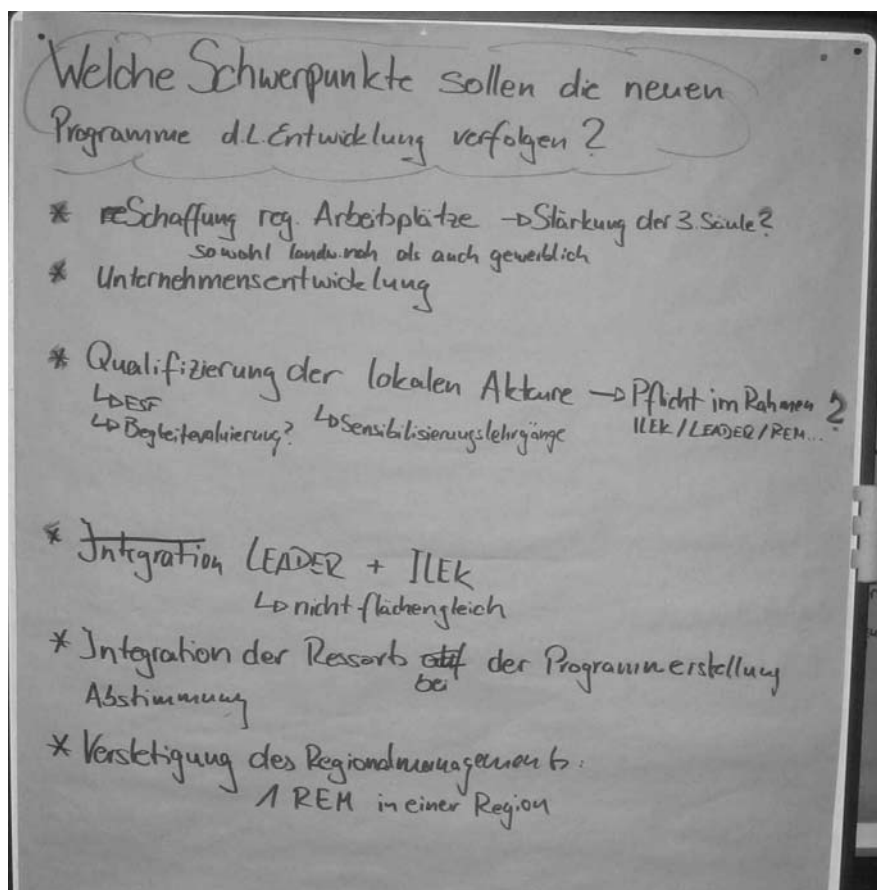 Welche Schwerpunkte sollen die neuen
Programme d.L.Entwicklung verfolgen?
* Schaffung reg. Arbeitsplätze → Stärkung der 3. Säule?
sowohl als auch gewerblich
* Unternehmensentwicklung
* Qualifizierung der lokalen Akteure → Pflicht im Rahmen ?
↳ ESF
ILEK/LEADER/REM...
↳ Begleitevaluierung? ↳ Sensibilisierungslehrgänge
* Integration LEADER + ILEK
↳ nicht flächengleich
* Integration der Ressorts der Programmerstellung
bei
Abstimmung
* Verstetigung des Regionalmanagements:
1 REM in einer Region